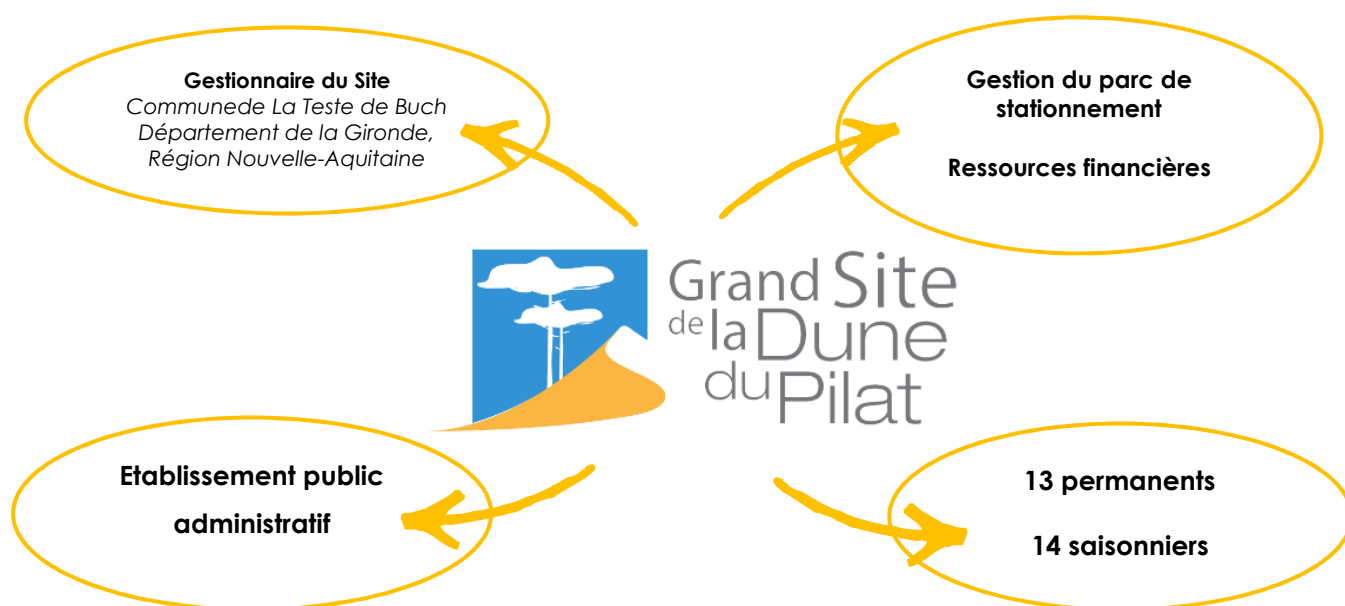 Gestionnaire du Site
Communede La Teste de Buch
Département de la Gironde,
Région Nouvelle-Aquitaine
Gestion du parc de
stationnement
Ressources financières
Grand Site
de la Dune
du Pilat
Etablissement public
administratif
13 permanents
14 saisonniers